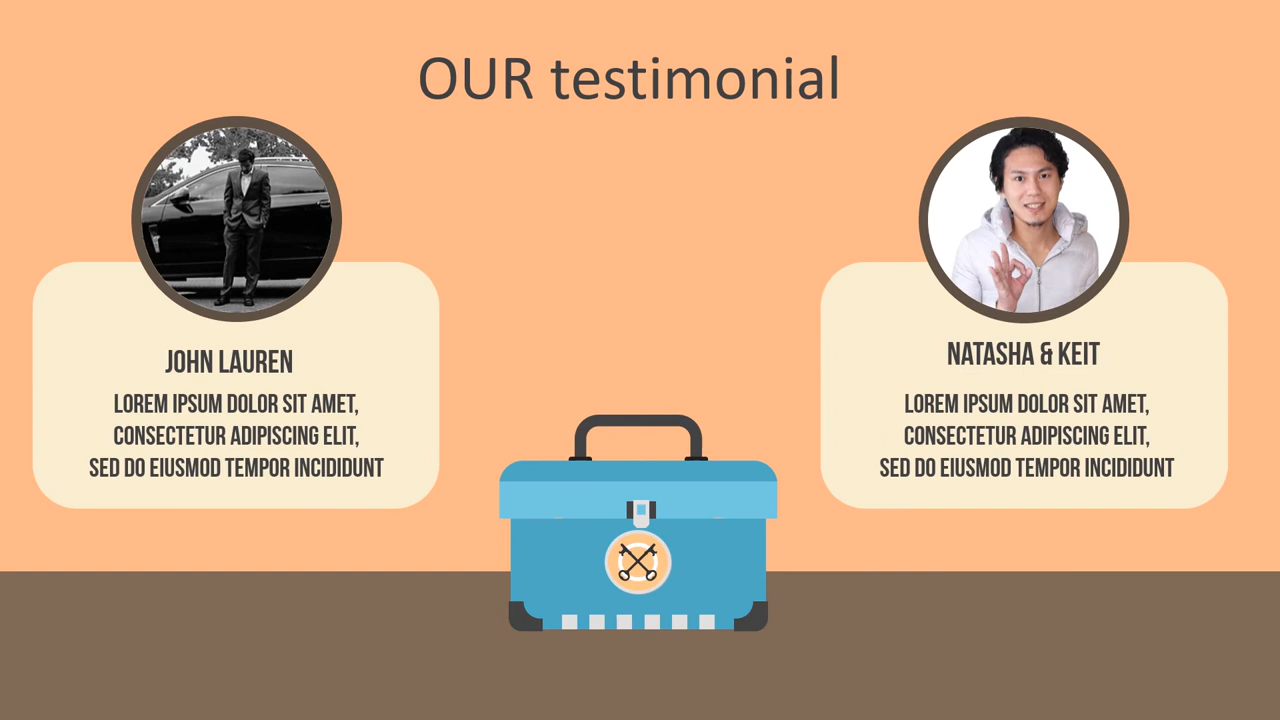 OUR testimonial
JOHN LAUREN
LOREM IPSUM DOLOR SIT AMET,
CONSECTETUR ADIPISCING ELIT,
SED DO EIUSMOD TEMPOR INCIDIDUNT
NATASHA & KEIT
LOREM IPSUM DOLOR SIT AMET,
CONSECTETUR ADIPISCING ELIT,
SED DO EIUSMOD TEMPOR INCIDIDUNT